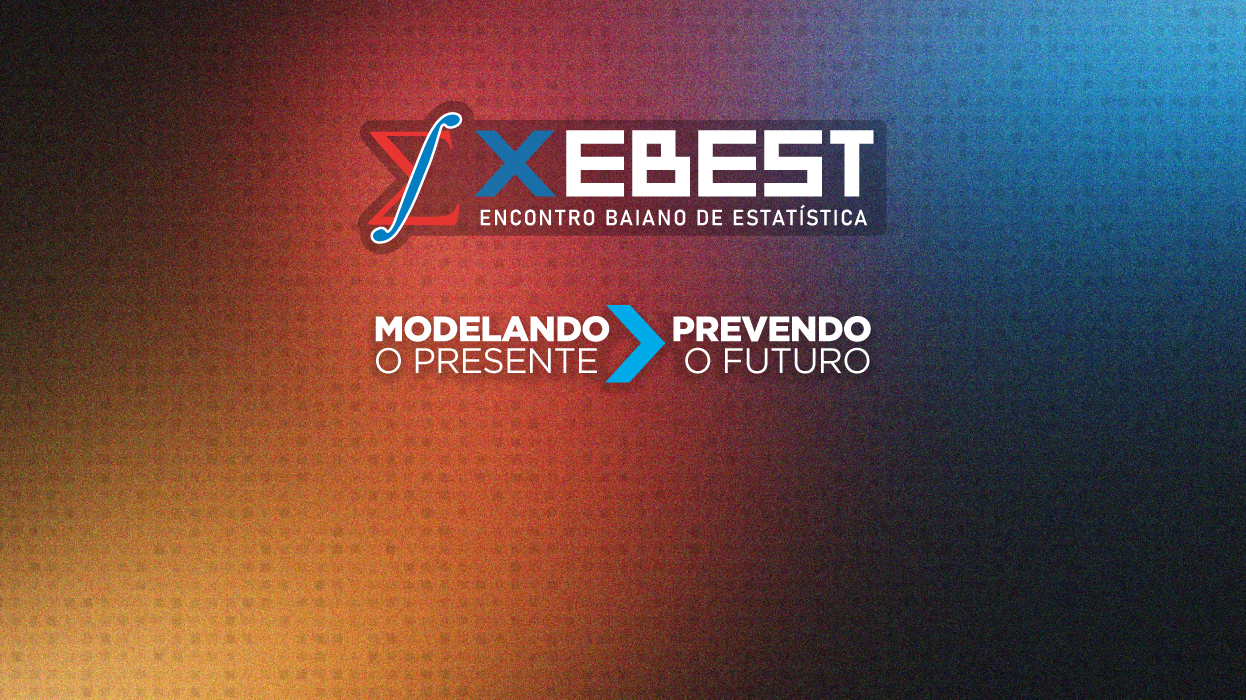 XEBEST
ENCONTRO BAIANO DE ESTATÍSTICA
MODELANDO
O PRESENTE
PREVENDO
O FUTURO